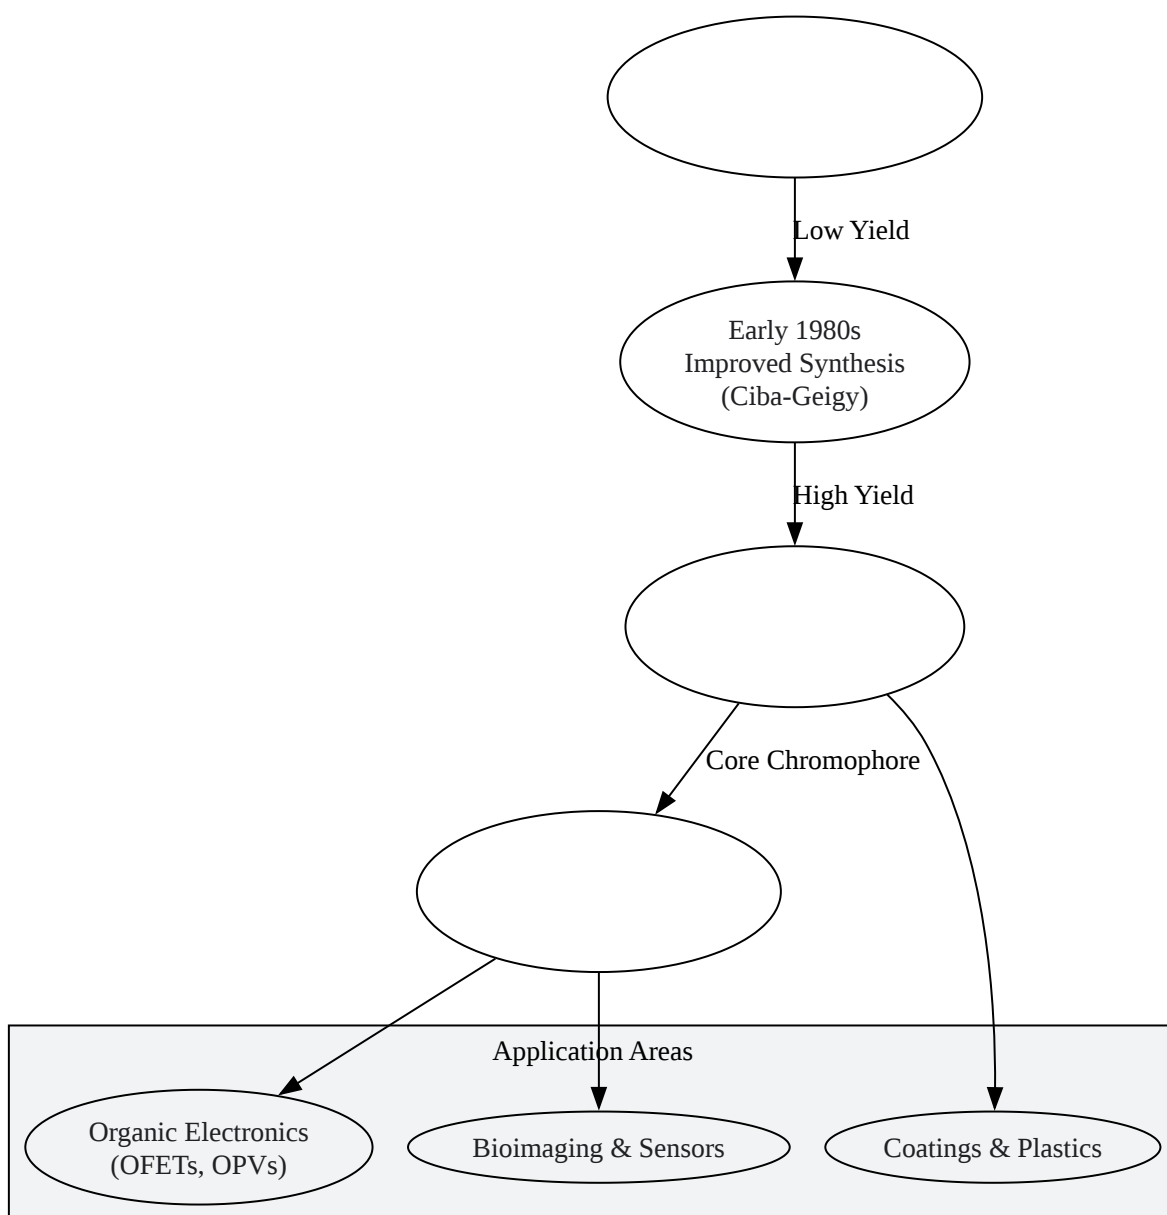 Low Yield
Early 1980s
Improved Synthesis
(Ciba-Geigy)
High Yield
Core Chromophore
Application Areas
Organic Electronics
(OFETs, OPVs)
Bioimaging & Sensors
Coatings & Plastics